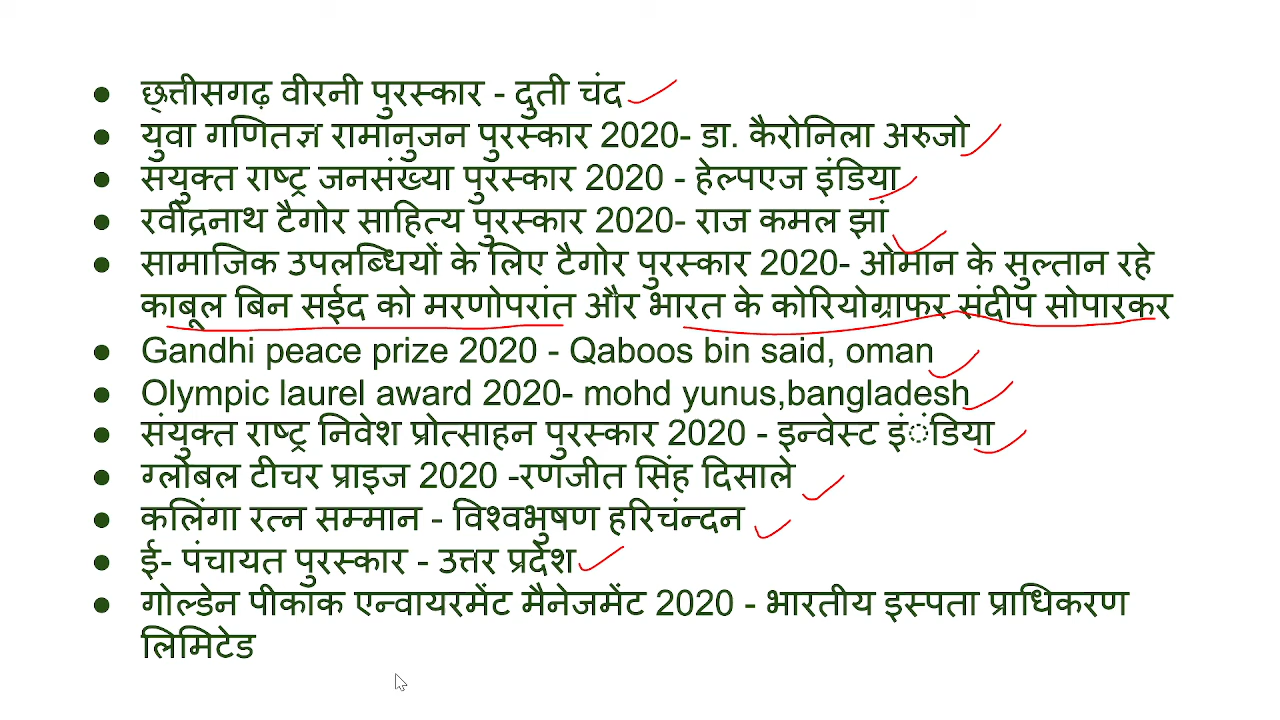 ● छत्तीसगढ़ वीरनी पुरस्कार - दुती चंद
● युवा गणितज्ञ रामानुजन पुरस्कार 2020- डा. कैरोनिला अरुजो
● संयुक्त राष्ट्र जनसंख्या पुरस्कार 2020 - हेल्पएज इंडिया
● रवींद्रनाथ टैगोर साहित्य पुरस्कार 2020- राज कमल झां
● सामाजिक उपलब्धियों के लिए टैगोर पुरस्कार 2020- ओमान के सुल्तान रहे
काबूल बिन सईद को मरणोपरांत और भारत के कोरियोग्राफर संदीप सोपारकर
● Gandhi peace prize 2020 - Qaboos bin said, oman
● Olympic laurel award 2020- mohd yunus,bangladesh
● संयुक्त राष्ट्र निवेश प्रोत्साहन पुरस्कार 2020 - इन्वेस्ट इंंडिया
● ग्लोबल टीचर प्राइज 2020 -रणजीत सिंह दिसाले
● कलिंगा रत्न सम्मान - विश्वभुषण हरिचंन्दन
● ई- पंचायत पुरस्कार - उत्तर प्रदेश
● गोल्डेन पीकॉक एन्वायरमेंट मैनेजमेंट 2020 - भारतीय इस्पता प्राधिकरण
लिमिटेड